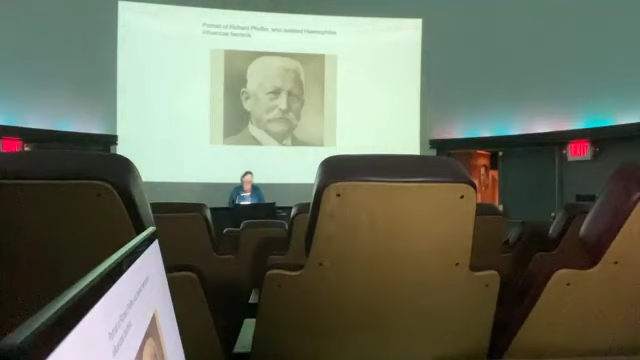 Portrait of Richard Pfeiffer, who isolated Haemophilus
influenzae bacteria.
EXIT
EXIT